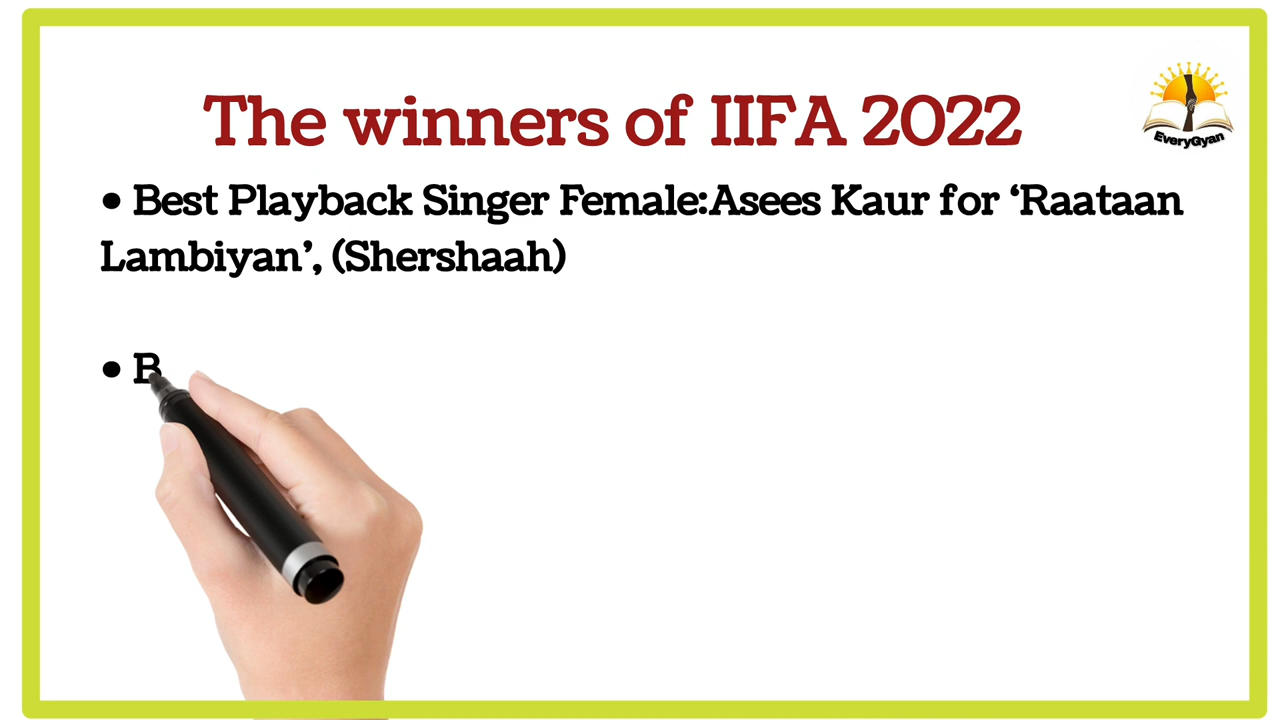 The winners of IIFA 2022
EveryGyan
• Best Playback Singer Female:Asees Kaur for ‘Raataan
Lambiyan’, (Shershaah)
• B